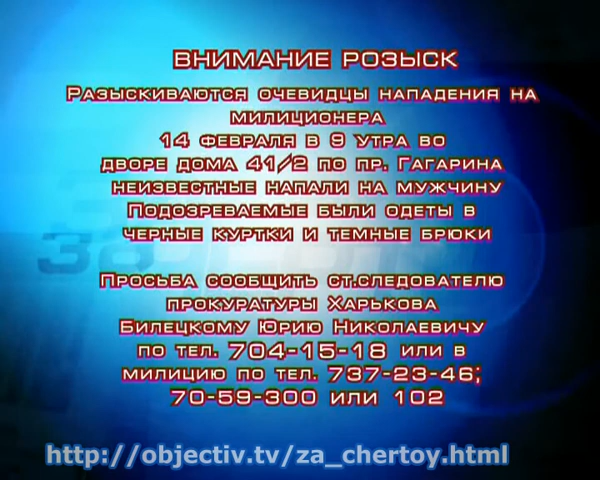 ВНИМАНИЕ РОЗЫСК
Разыскиваются очевидцы нападения на
милиционера
14 февраля в 9 утра во
дворе дома 41/2 по пр. Гагарина
неизвестные напали на мужчину
Подозреваемые были одеты в
черные куртки и темные брюки
Просьба сообщить ст.следователю
прокуратуры Харькова
Билецкому Юрию Николаевичу
по тел. 704-15-18 или в
милицию по тел. 737-23-46;
70-59-300 или 102
http://objectiv.tv/za_chertoy.html